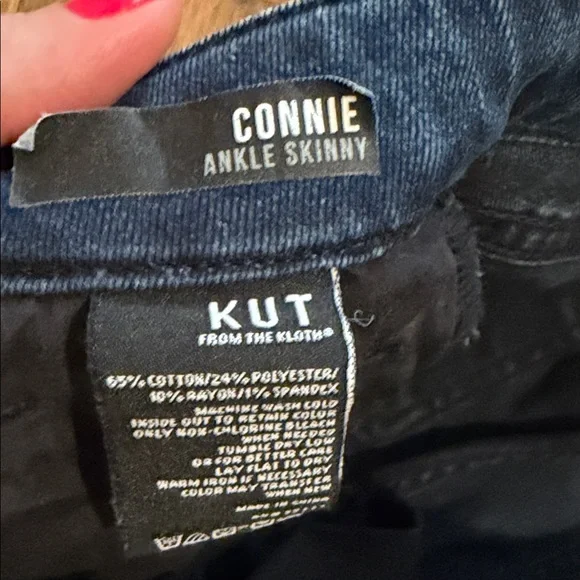 CONNIE
ANKLE SKINNY
KUT
FROM THE KLOTH®
65% COTTON/24% POLYESTER/
10% RAYON/1% SPANDEX
MACHINE WASH COLD
INSIDE OUT TO RETAIN COLOR
ONLY NON-CHLORINE BLEACH
WHEN NEEDED
TUMBLE DRY LOW
OR FOR BETTER CARE
LAY FLAT TO DRY
WARM IRON IF NECESSARY
COLOR MAY TRANSFER
WHEN NEW
MADE IN CHINA